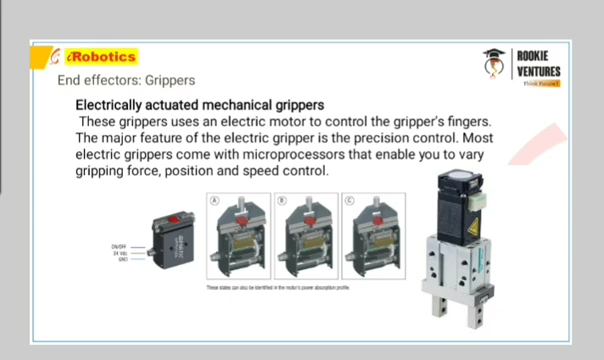 iRobotics
ROOKIE
VENTURES
End effectors: Grippers
Electrically actuated mechanical grippers
These grippers uses an electric motor to control the gripper's fingers.
The major feature of the electric gripper is the precision control. Most
electric grippers come with microprocessors that enable you to vary
gripping force, position and speed control.
A B C
ON/OFF
24 Vdc
GND
These states can also be identified in the motor's power absorption profile